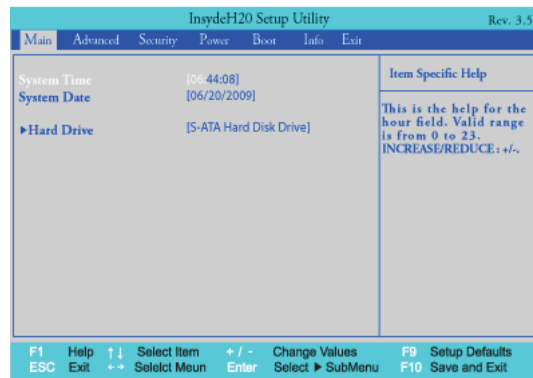 InsydeH20 Setup Utility Rev. 3.5
Main Advanced Security Power Boot Info Exit
System Time [06:44:08]
System Date [06/20/2009]
▶Hard Drive [S-ATA Hard Disk Drive]
Item Specific Help
This is the help for the
hour field. Valid range
is from 0 to 23.
INCREASE/REDUCE : +/-.
F1 Help ↑↓ Select Item + / - Change Values F9 Setup Defaults
ESC Exit ←→ Selelct Meun Enter Select ▶ SubMenu F10 Save and Exit